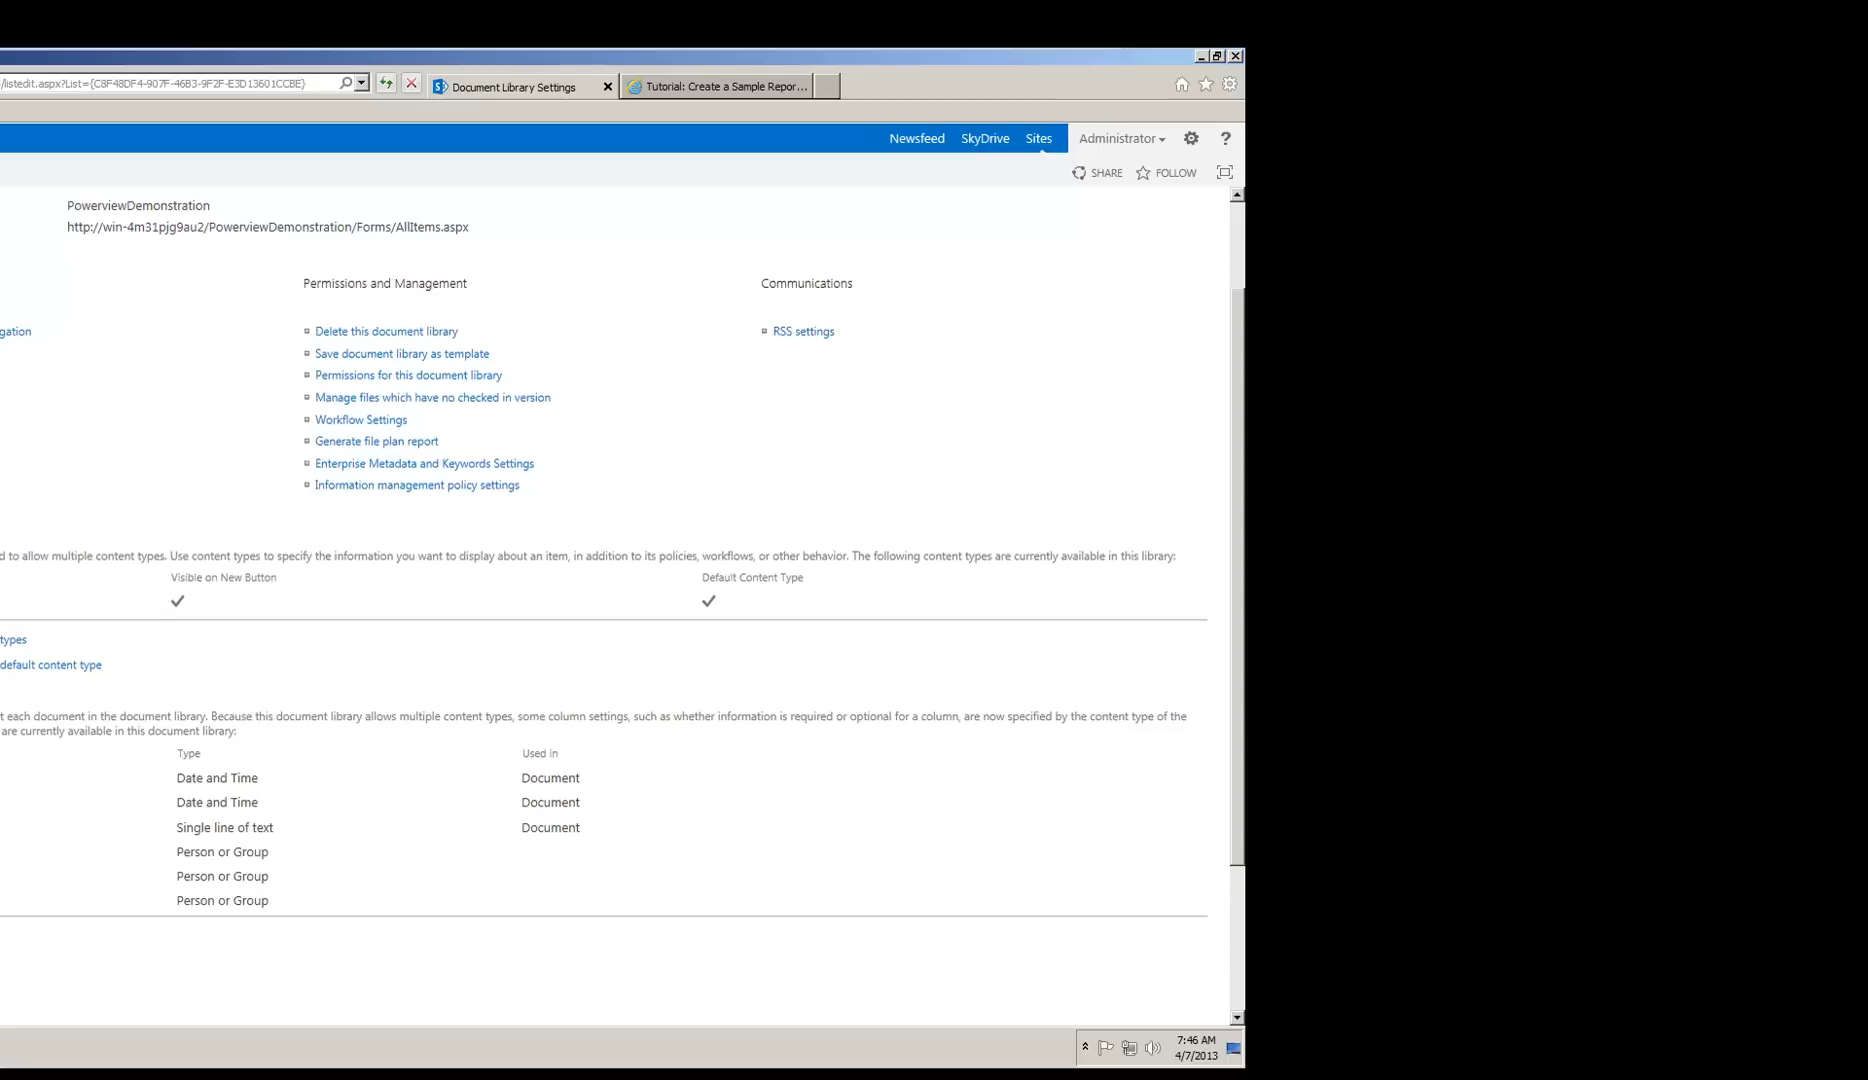 /listedit.aspx?List={C8F48DF4-907F-46B3-9F2F-E3D13601CCBE}
Document Library Settings
Tutorial: Create a Sample Repor...
Newsfeed SkyDrive Sites Administrator ?
SHARE FOLLOW
PowerviewDemonstration
http://win-4m31pjg9au2/PowerviewDemonstration/Forms/AllItems.aspx
Permissions and Management
Communications
gation
Delete this document library
RSS settings
Save document library as template
Permissions for this document library
Manage files which have no checked in version
Workflow Settings
Generate file plan report
Enterprise Metadata and Keywords Settings
Information management policy settings
d to allow multiple content types. Use content types to specify the information you want to display about an item, in addition to its policies, workflows, or other behavior. The following content types are currently available in this library:
Visible on New Button Default Content Type
types
default content type
t each document in the document library. Because this document library allows multiple content types, some column settings, such as whether information is required or optional for a column, are now specified by the content type of the
are currently available in this document library:
Type Used in
Date and Time Document
Date and Time Document
Single line of text Document
Person or Group
Person or Group
Person or Group
7:46 AM
4/7/2013